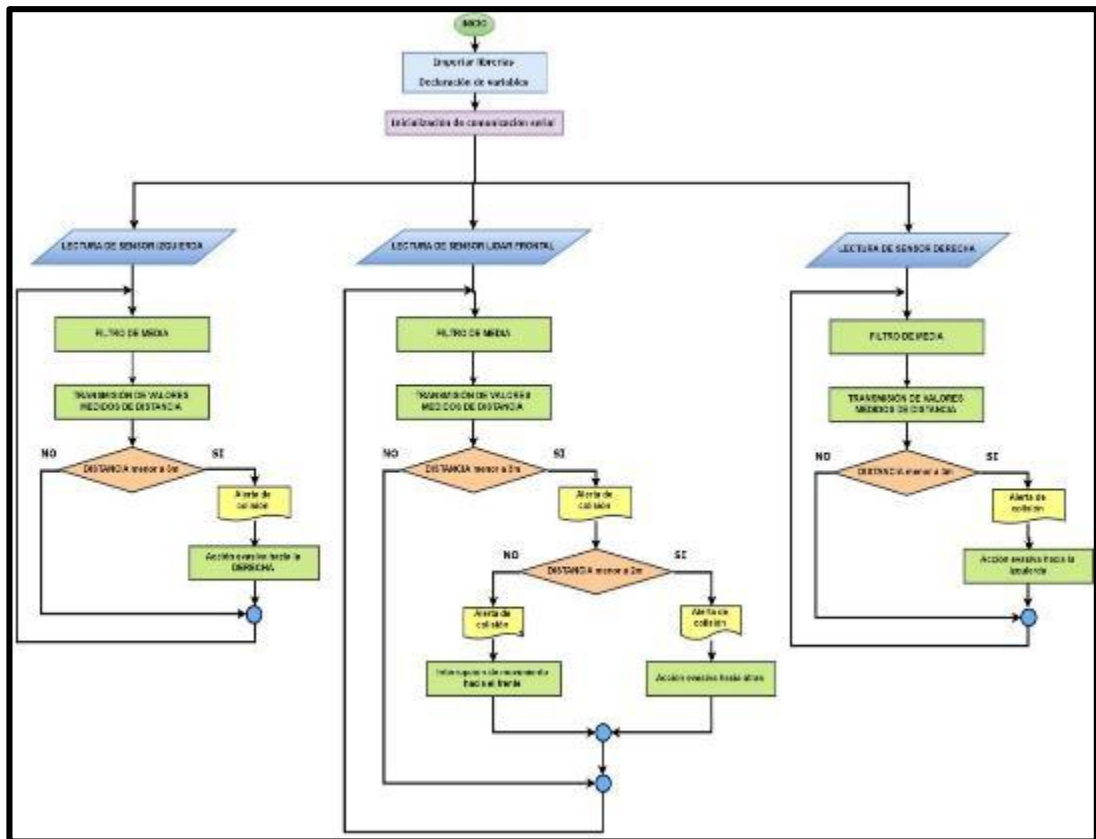 INICIO
Importar librerias
Declaración de variables
Inicialización de comunicación serial
LECTURA DE SENSOR IZQUIERDA
FILTRO DE MEDIA
TRANSMISIÓN DE VALORES
MEDIDOS DE DISTANCIA
NO
SI
DISTANCIA menor a
Alerta de
colisión
Acción evasiva hacia la
DERECHA
LECTURA DE SENSOR LIDAR FRONTAL
FILTRO DE MEDIA
TRANSMISIÓN DE VALORES
MEDIDOS DE DISTANCIA
NO
SI
DISTANCIA menor a
Alerta de
colisión
NO
SI
DISTANCIA menor a 2m
Alerta de
colisión
Alerta de
colisión
Interrupción de movimiento
hacia el frente
Acción evasiva hacia atras
LECTURA DE SENSOR DERECHA
FILTRO DE MEDIA
TRANSMISIÓN DE VALORES
MEDIDOS DE DISTANCIA
NO
SI
DISTANCIA menor a
Alerta de
colisión
Acción evasiva hacia la
izquierda